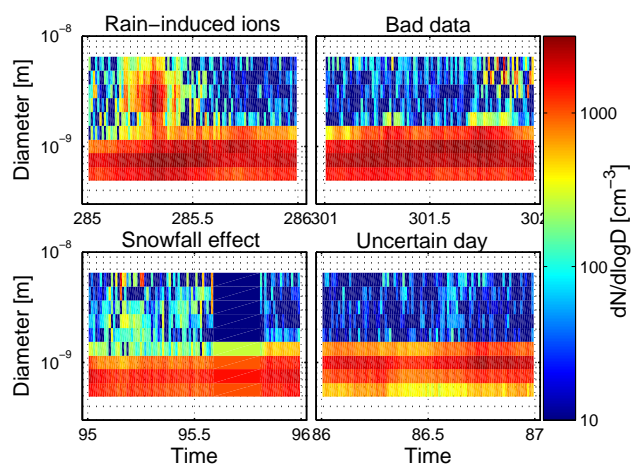 Rain−induced ions Bad data
10⁻⁸
Diameter [m]
10⁻⁹
285 285.5 286
301 301.5 302
1000
Snowfall effect Uncertain day
10⁻⁸
Diameter [m]
10⁻⁹
100
10
dN/dlogD [cm⁻³]
95 95.5 96
86 86.5 87
Time Time